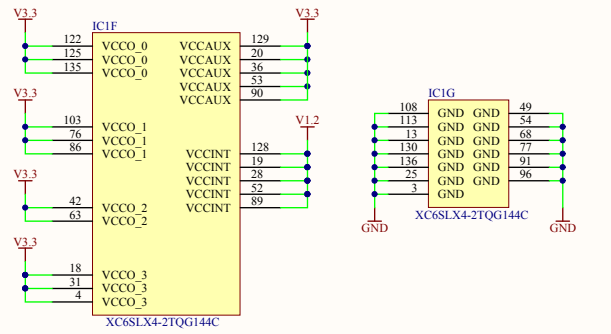 V3.3
IC1F
V3.3
122 VCCO_0 VCCAUX 129
125 VCCO_0 VCCAUX 20
135 VCCO_0 VCCAUX 36
VCCAUX 53
VCCAUX 90
V3.3
103 VCCO_1
76 VCCO_1
86 VCCO_1
V1.2
VCCINT 128
VCCINT 19
VCCINT 28
VCCINT 52
VCCINT 89
V3.3
42 VCCO_2
63 VCCO_2
V3.3
18 VCCO_3
31 VCCO_3
4 VCCO_3
XC6SLX4-2TQG144C
IC1G
108 GND GND 49
113 GND GND 54
13 GND GND 68
130 GND GND 77
136 GND GND 91
25 GND GND 96
3 GND
XC6SLX4-2TQG144C
GND
GND